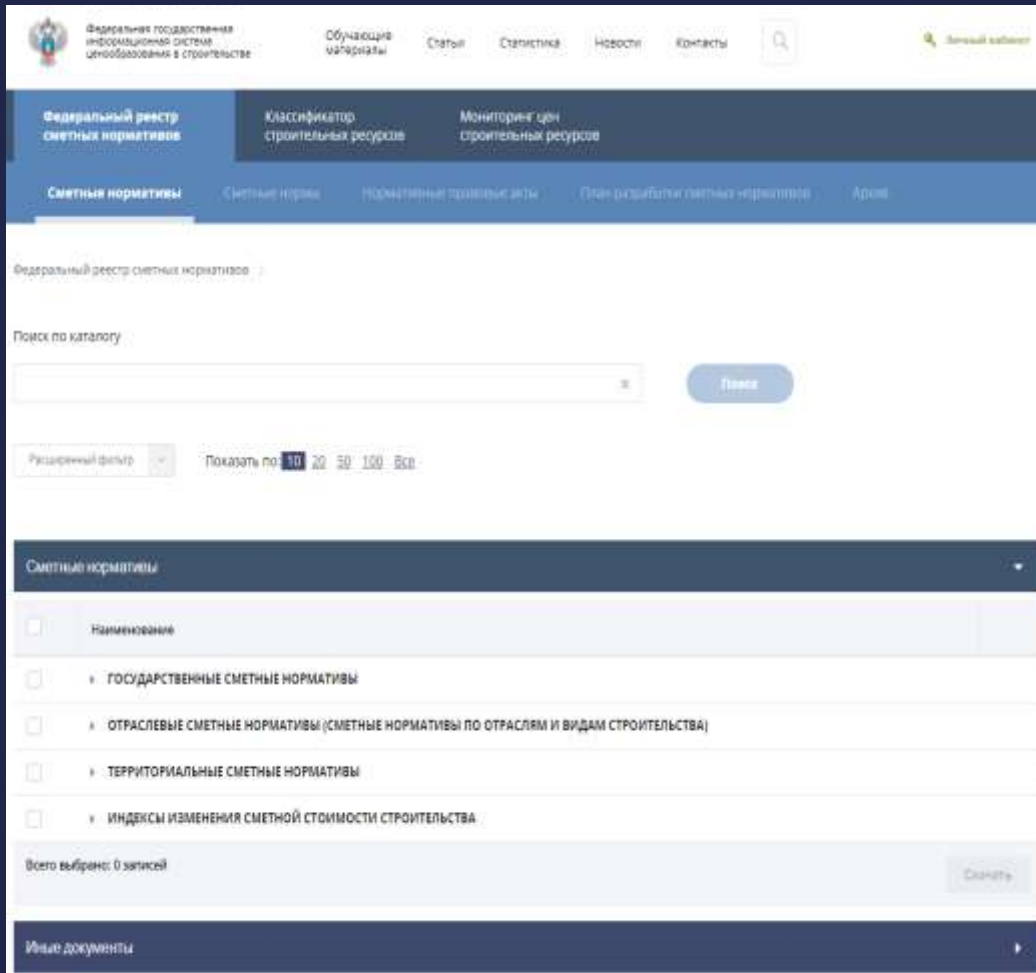 Федеральная государственная
информационная система
ценообразования в строительстве
Обучающие
материалы
Статьи
Статистика
Новости
Контакты
Личный кабинет
Федеральный реестр
сметных нормативов
Классификатор
строительных ресурсов
Мониторинг цен
строительных ресурсов
Сметные нормативы
Сметные нормы
Нормативные правовые акты
План разработки сметных нормативов
Архив
Федеральный реестр сметных нормативов
Поиск по каталогу
Поиск
Расширенный фильтр
Показать по: 10 20 50 100 Все
Сметные нормативы
Наименование
ГОСУДАРСТВЕННЫЕ СМЕТНЫЕ НОРМАТИВЫ
ОТРАСЛЕВЫЕ СМЕТНЫЕ НОРМАТИВЫ (СМЕТНЫЕ НОРМАТИВЫ ПО ОТРАСЛЯМ И ВИДАМ СТРОИТЕЛЬСТВА)
ТЕРРИТОРИАЛЬНЫЕ СМЕТНЫЕ НОРМАТИВЫ
ИНДЕКСЫ ИЗМЕНЕНИЯ СМЕТНОЙ СТОИМОСТИ СТРОИТЕЛЬСТВА
Всего выбрано: 0 записей
Скачать
Иные документы